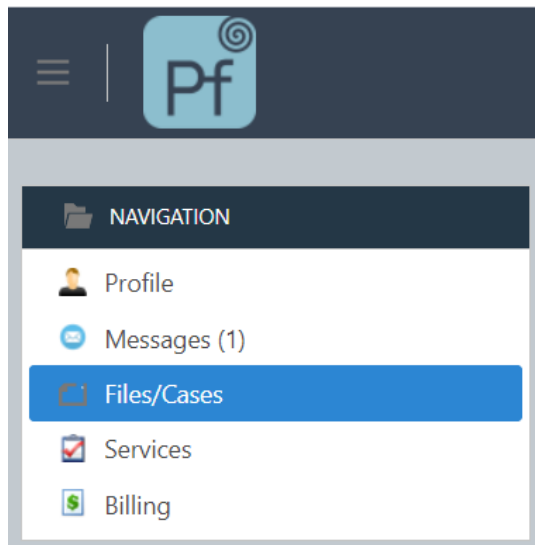 Pf
NAVIGATION
Profile
Messages (1)
Files/Cases
Services
Billing